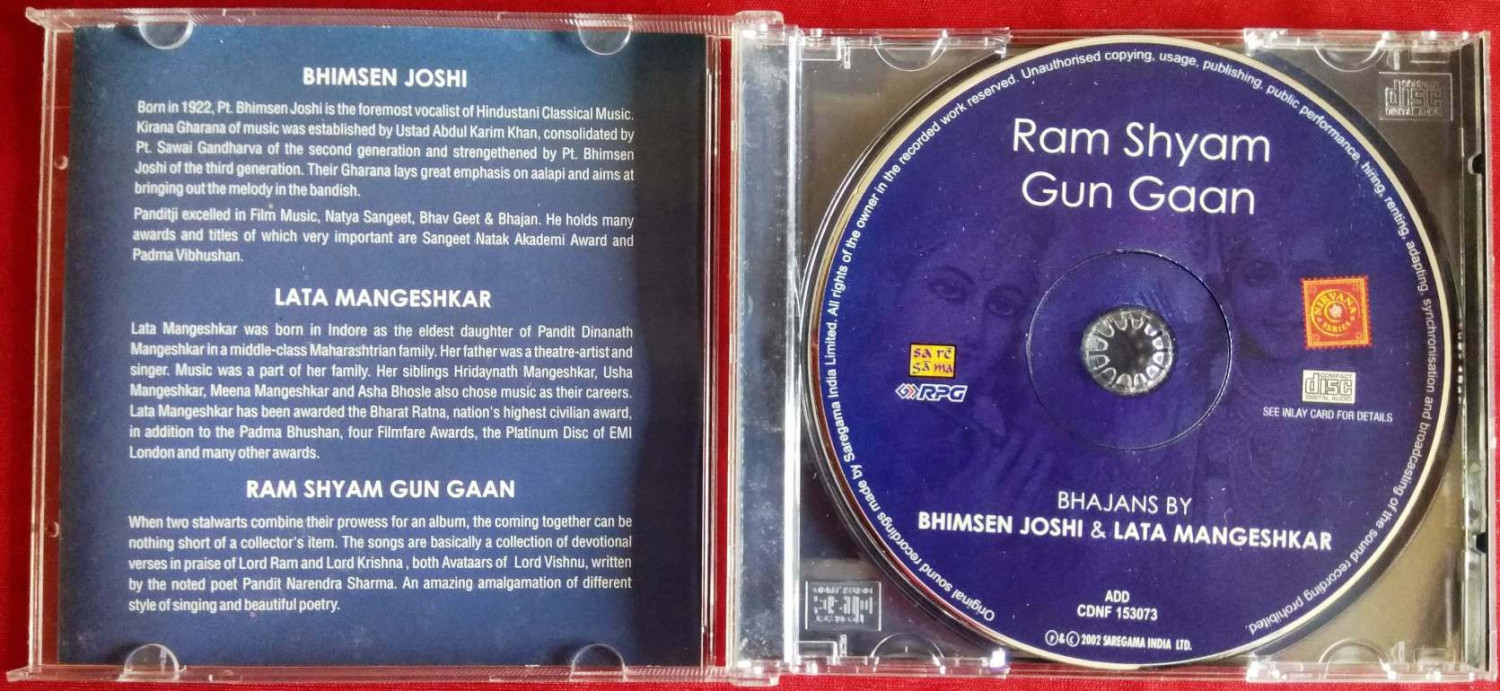 BHIMSEN JOSHI
Born in 1922, Pt. Bhimsen Joshi is the foremost vocalist of Hindustani Classical Music.
Kirana Gharana of music was established by Ustad Abdul Karim Khan, consolidated by
Pt. Sawai Gandharva of the second generation and strengethened by Pt. Bhimsen
Joshi of the third generation. Their Gharana lays great emphasis on aalapi and aims at
bringing out the melody in the bandish.
Panditji excelled in Film Music, Natya Sangeet, Bhav Geet & Bhajan. He holds many
awards and titles of which very important are Sangeet Natak Akademi Award and
Padma Vibhushan.
LATA MANGESHKAR
Lata Mangeshkar was born in Indore as the eldest daughter of Pandit Dinanath
Mangeshkar in a middle-class Maharashtrian family. Her father was a theatre-artist and
singer. Music was a part of her family. Her siblings Hridaynath Mangeshkar, Usha
Mangeshkar, Meena Mangeshkar and Asha Bhosle also chose music as their careers.
Lata Mangeshkar has been awarded the Bharat Ratna, nation's highest civilian award,
in addition to the Padma Bhushan, four Filmfare Awards, the Platinum Disc of EMI
London and many other awards.
RAM SHYAM GUN GAAN
When two stalwarts combine their prowess for an album, the coming together can be
nothing short of a collector's item. The songs are basically a collection of devotional
verses in praise of Lord Ram and Lord Krishna , both Avataars of Lord Vishnu, written
by the noted poet Pandit Narendra Sharma. An amazing amalgamation of different
style of singing and beautiful poetry.
Original sound recordings made by Saregama India Limited. All rights of the owner in the recorded work reserved. Unauthorised copying, usage, publishing, public performance, hiring, renting, adapting, synchronisation and broadcasting of the sound recording prohibited.
Ram Shyam
Gun Gaan
sa rē
gā ma
RPG
NIRVANA
SERIES
COMPACT
disc
DIGITAL AUDIO
SEE INLAY CARD FOR DETAILS
BHAJANS BY
BHIMSEN JOSHI & LATA MANGESHKAR
ADD
CDNF 153073
℗&© 2002 SAREGAMA INDIA LTD.
COMPACT
disc
DIGITAL AUDIO